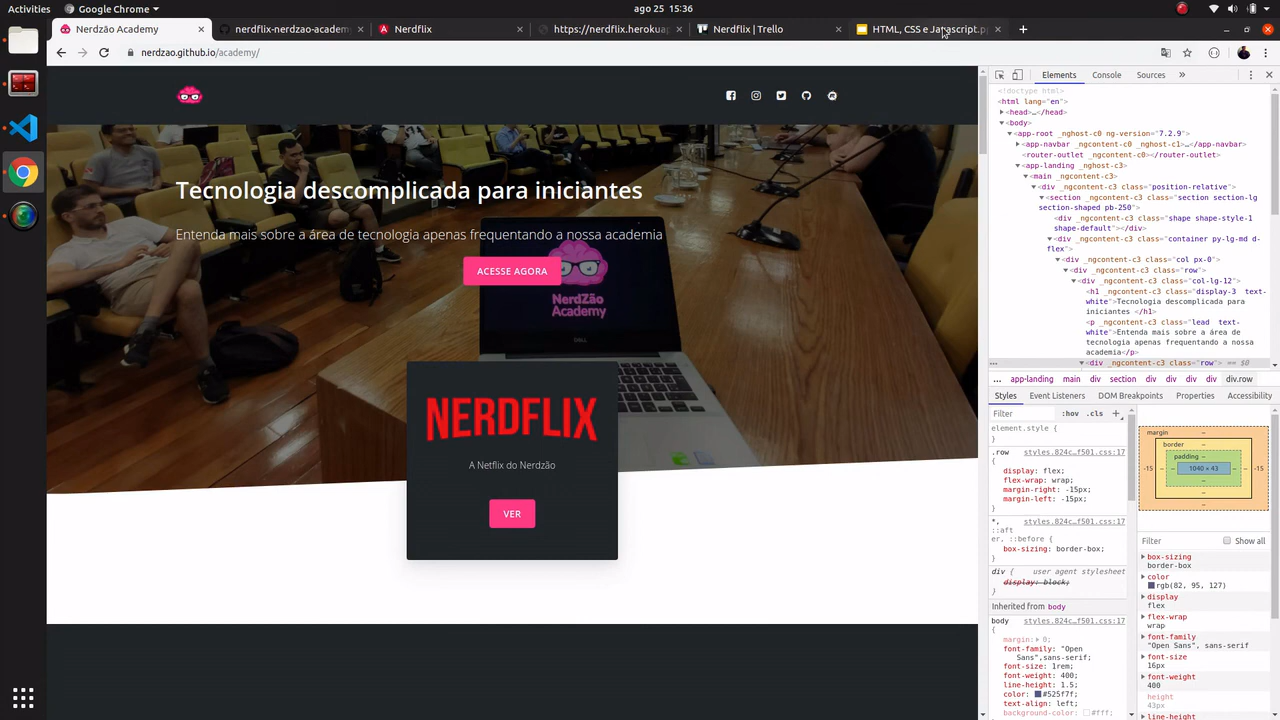 Activities
Google Chrome
ago 25 15:36
Nerdzão Academy
nerdflix-nerdzao-academ
Nerdflix
https://nerdflix.herokuap
Nerdflix | Trello
HTML, CSS e Javascript.p
nerdzao.github.io/academy/
Tecnologia descomplicada para iniciantes
Entenda mais sobre a área de tecnologia apenas frequentando a nossa academia
ACESSE AGORA
NerdZão
Academy
DELL
NERDFLIX
A Netflix do Nerdzão
VER
Elements
Console
Sources
»
<!doctype html>
<html lang="en">
<head>…</head>
<body>
<app-root _nghost-c0 ng-version="7.2.9">
<app-navbar _ngcontent-c0 _nghost-c1>…</app-navbar>
<router-outlet _ngcontent-c0></router-outlet>
<app-landing _nghost-c3>
<main _ngcontent-c3>
<div _ngcontent-c3 class="position-relative">
<section _ngcontent-c3 class="section section-lg
section-shaped pb-250">
<div _ngcontent-c3 class="shape shape-style-1
shape-default"></div>
<div _ngcontent-c3 class="container py-lg-md d-
flex">
<div _ngcontent-c3 class="col px-0">
<div _ngcontent-c3 class="row">
<div _ngcontent-c3 class="col-lg-12">
<h1 _ngcontent-c3 class="display-3 text-
white">Tecnologia descomplicada para
iniciantes </h1>
<p _ngcontent-c3 class="lead text-
white">Entenda mais sobre a área de
tecnologia apenas frequentando a nossa
academia</p>
… <div _ngcontent-c3 class="row"> == $0
… app-landing main div section div div div div div.row
Styles Event Listeners DOM Breakpoints Properties Accessibility
Filter :hov .cls +
element.style {
}
.row styles.824c…f501.css:17
{
display: flex;
flex-wrap: wrap;
margin-right: -15px;
margin-left: -15px;
}
*, styles.824c…f501.css:17
::aft
er, ::before {
box-sizing: border-box;
}
div { user agent stylesheet
display: block;
}
Inherited from body
body styles.824c…f501.css:17
{
margin: 0;
font-family: "Open
Sans",sans-serif;
font-size: 1rem;
font-weight: 400;
line-height: 1.5;
color: #525f7f;
text-align: left;
background-color: #fff;
margin –
border –
padding –
-15 – – 1040 × 43 – – -15
–
–
–
Filter Show all
box-sizing
border-box
color
rgb(82, 95, 127)
display
flex
flex-wrap
wrap
font-family
"Open Sans", sans-serif
font-size
16px
font-weight
400
height
43px
line-height